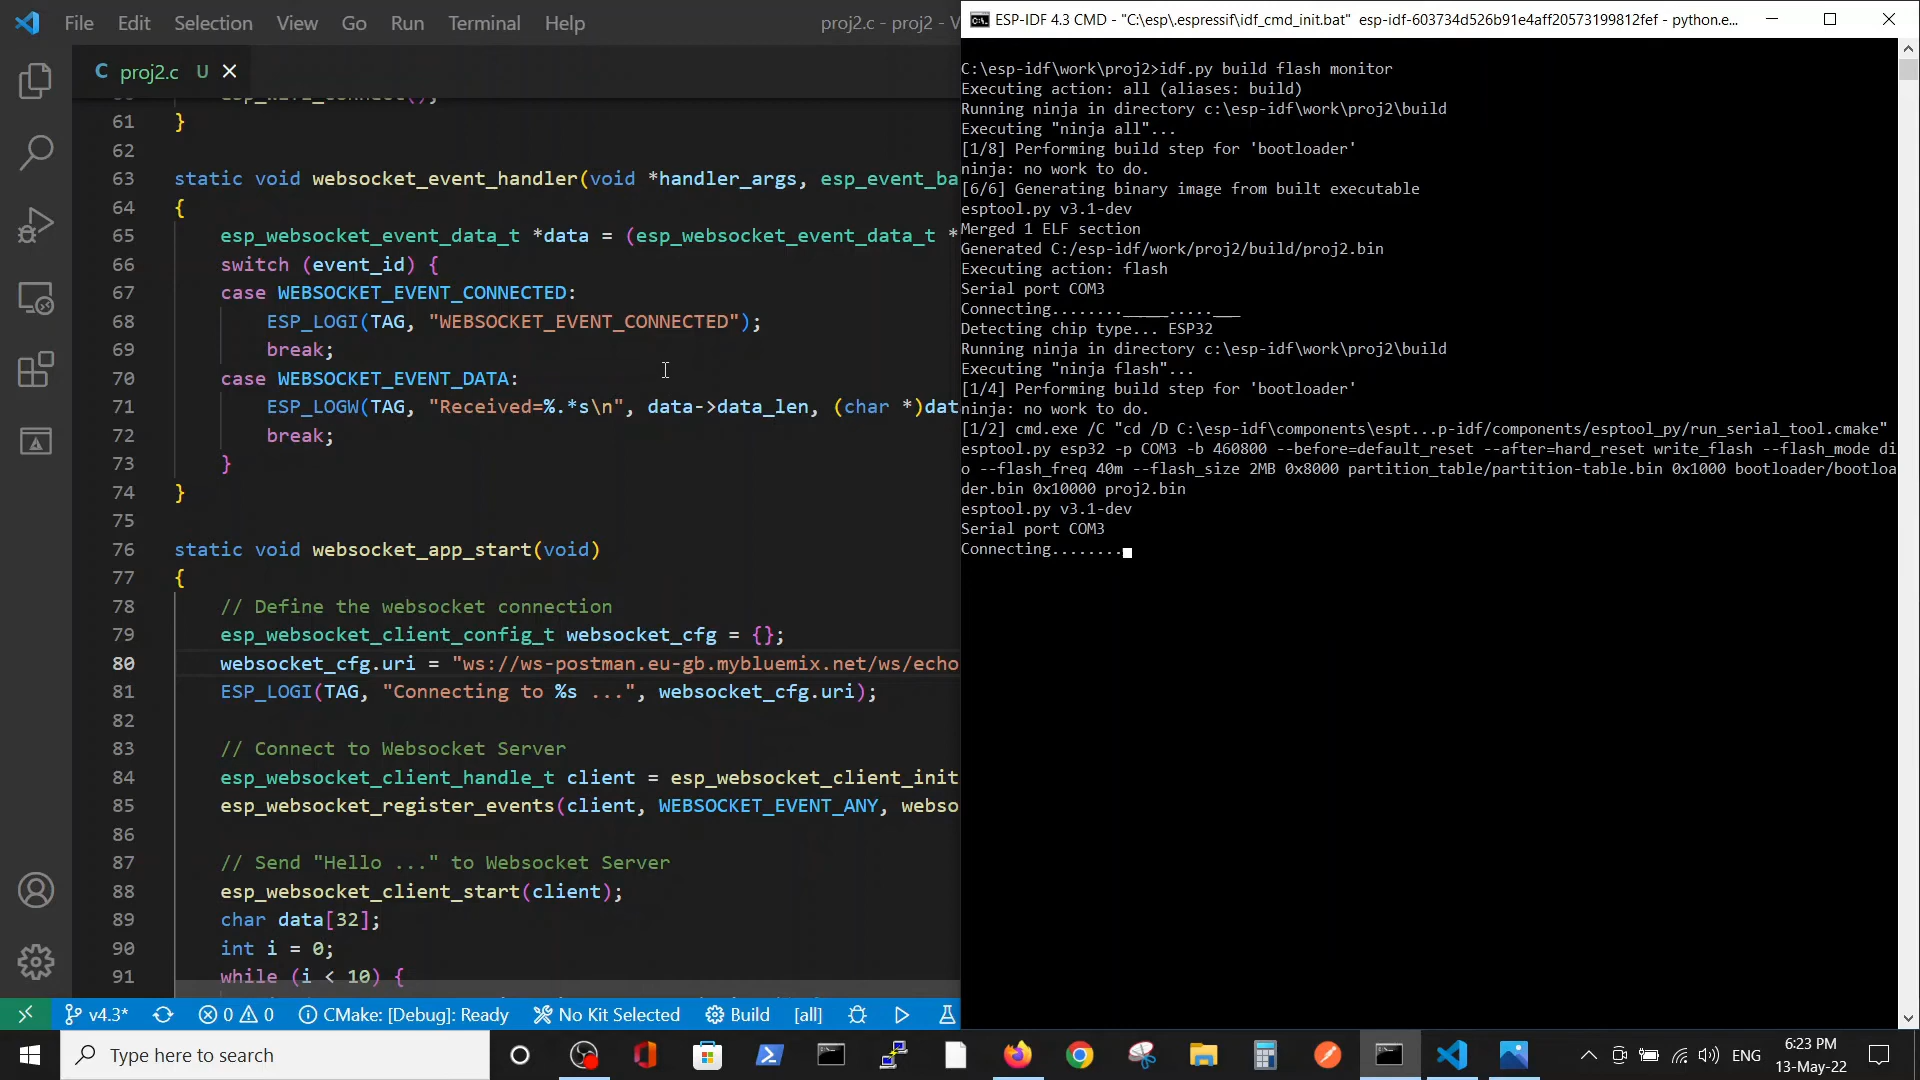 File Edit Selection View Go Run Terminal Help
proj2.c - proj2 - V
C proj2.c U
61 }
62
63 static void websocket_event_handler(void *handler_args, esp_event_ba
64 {
65 esp_websocket_event_data_t *data = (esp_websocket_event_data_t *
66 switch (event_id) {
67 case WEBSOCKET_EVENT_CONNECTED:
68 ESP_LOGI(TAG, "WEBSOCKET_EVENT_CONNECTED");
69 break;
70 case WEBSOCKET_EVENT_DATA:
71 ESP_LOGW(TAG, "Received=%.*s\n", data->data_len, (char *)dat
72 break;
73 }
74 }
75
76 static void websocket_app_start(void)
77 {
78 // Define the websocket connection
79 esp_websocket_client_config_t websocket_cfg = {};
80 websocket_cfg.uri = "ws://ws-postman.eu-gb.mybluemix.net/ws/echo
81 ESP_LOGI(TAG, "Connecting to %s ...", websocket_cfg.uri);
82
83 // Connect to Websocket Server
84 esp_websocket_client_handle_t client = esp_websocket_client_init
85 esp_websocket_register_events(client, WEBSOCKET_EVENT_ANY, webso
86
87 // Send "Hello ..." to Websocket Server
88 esp_websocket_client_start(client);
89 char data[32];
90 int i = 0;
91 while (i < 10) {
v4.3* 0 0 CMake: [Debug]: Ready No Kit Selected Build [all]
ESP-IDF 4.3 CMD - "C:\esp\.espressif\idf_cmd_init.bat" esp-idf-603734d526b91e4aff20573199812fef - python.e...
C:\esp-idf\work\proj2>idf.py build flash monitor
Executing action: all (aliases: build)
Running ninja in directory c:\esp-idf\work\proj2\build
Executing "ninja all"...
[1/8] Performing build step for 'bootloader'
ninja: no work to do.
[6/6] Generating binary image from built executable
esptool.py v3.1-dev
Merged 1 ELF section
Generated C:/esp-idf/work/proj2/build/proj2.bin
Executing action: flash
Serial port COM3
Connecting........_____.....___
Detecting chip type... ESP32
Running ninja in directory c:\esp-idf\work\proj2\build
Executing "ninja flash"...
[1/4] Performing build step for 'bootloader'
ninja: no work to do.
[1/2] cmd.exe /C "cd /D C:\esp-idf\components\espt...p-idf/components/esptool_py/run_serial_tool.cmake"
esptool.py esp32 -p COM3 -b 460800 --before=default_reset --after=hard_reset write_flash --flash_mode di
o --flash_freq 40m --flash_size 2MB 0x8000 partition_table/partition-table.bin 0x1000 bootloader/bootloa
der.bin 0x10000 proj2.bin
esptool.py v3.1-dev
Serial port COM3
Connecting........
Type here to search
ENG
6:23 PM
13-May-22